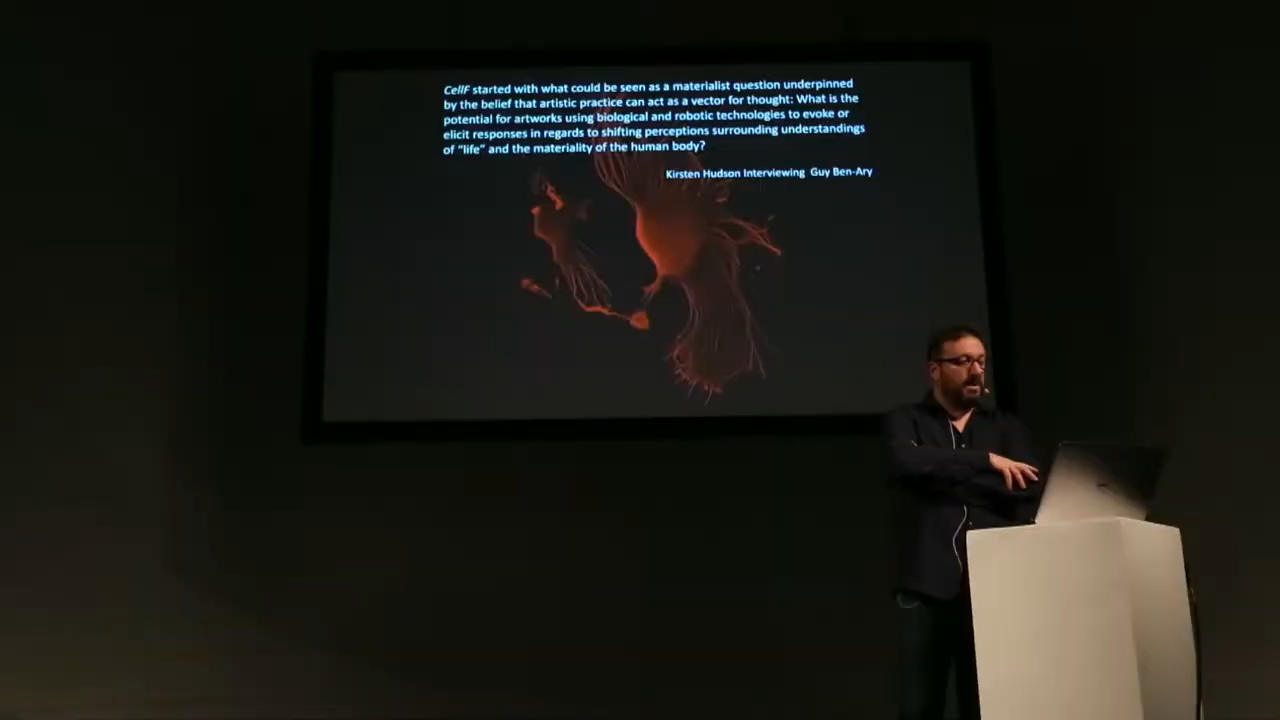 CellF started with what could be seen as a materialist question underpinned
by the belief that artistic practice can act as a vector for thought: What is the
potential for artworks using biological and robotic technologies to evoke or
elicit responses in regards to shifting perceptions surrounding understandings
of "life" and the materiality of the human body?
Kirsten Hudson Interviewing Guy Ben-Ary